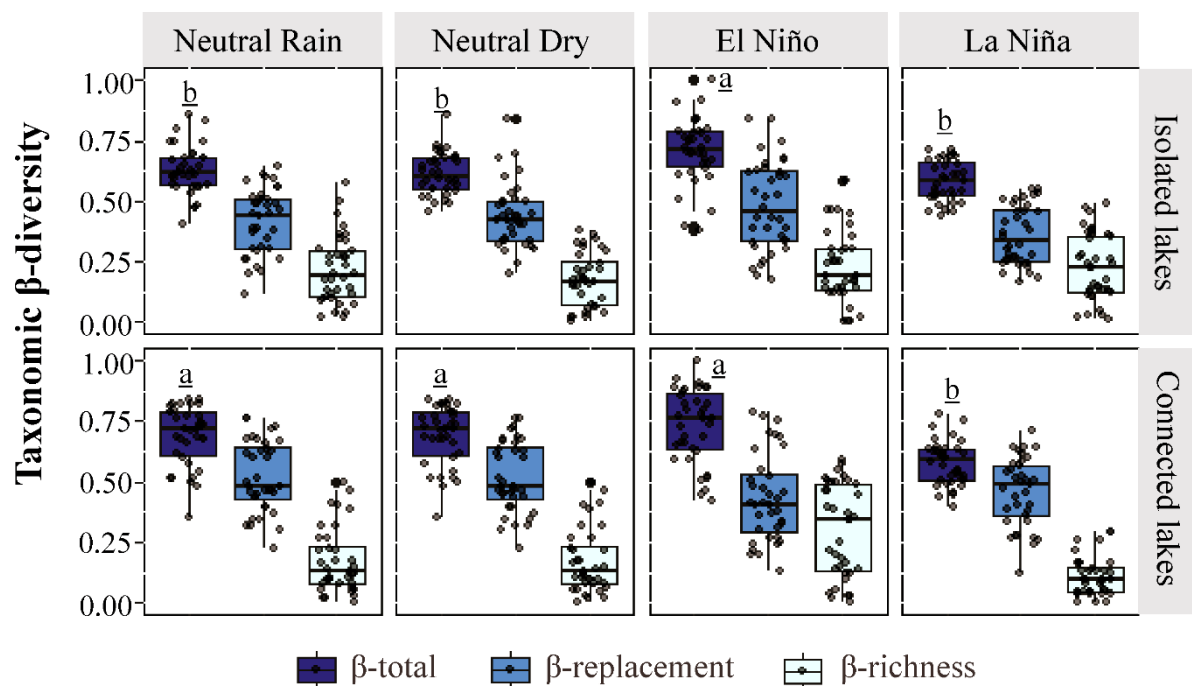 Neutral Rain
Neutral Dry
El Niño
La Niña
Taxonomic β-diversity
1.00
0.75
0.50
0.25
0.00
b
b
a
b
Isolated lakes
1.00
0.75
0.50
0.25
0.00
a
a
a
b
Connected lakes
β-total
β-replacement
β-richness